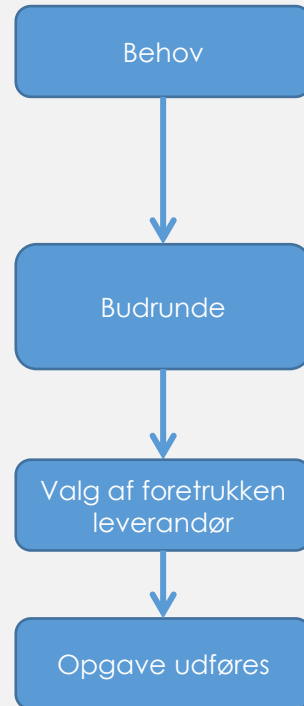 Behov
Budrunde
Valg af foretrukken
leverandør
Opgave udføres